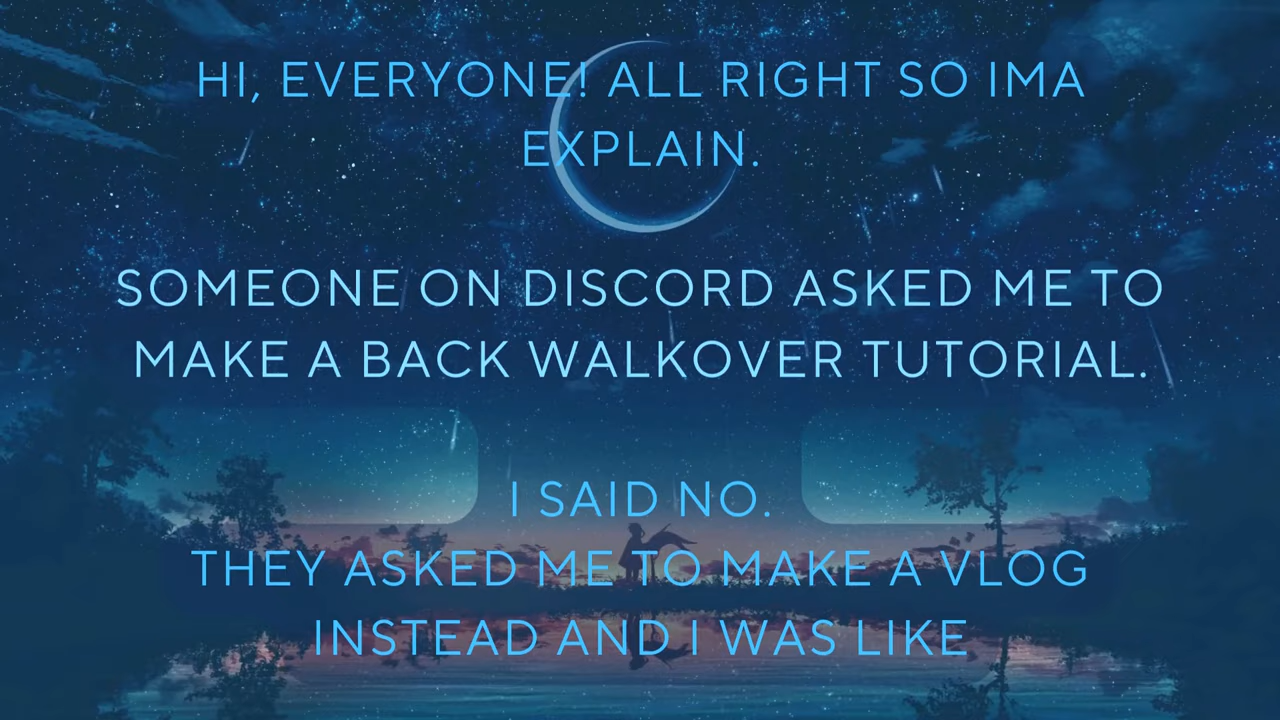 HI, EVERYONE! ALL RIGHT SO IMA
EXPLAIN.
SOMEONE ON DISCORD ASKED ME TO
MAKE A BACK WALKOVER TUTORIAL.
I SAID NO.
THEY ASKED ME TO MAKE A VLOG
INSTEAD AND I WAS LIKE